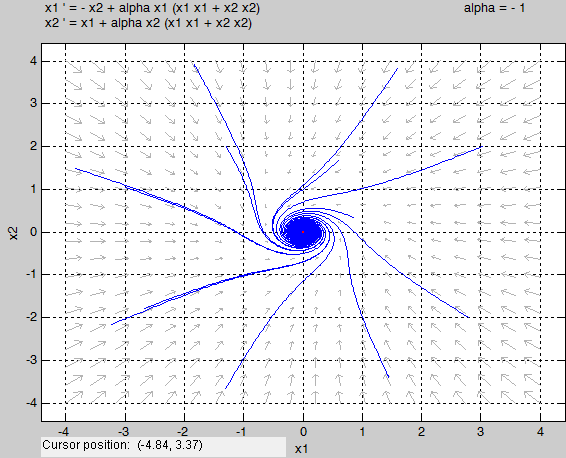 x1 ' = - x2 + alpha x1 (x1 x1 + x2 x2) alpha = - 1
x2 ' = x1 + alpha x2 (x1 x1 + x2 x2)
4
3
2
1
0
-1
-2
-3
-4
x2
-4 -3 -2 -1 0 1 2 3 4
x1
Cursor position: (-4.84, 3.37)